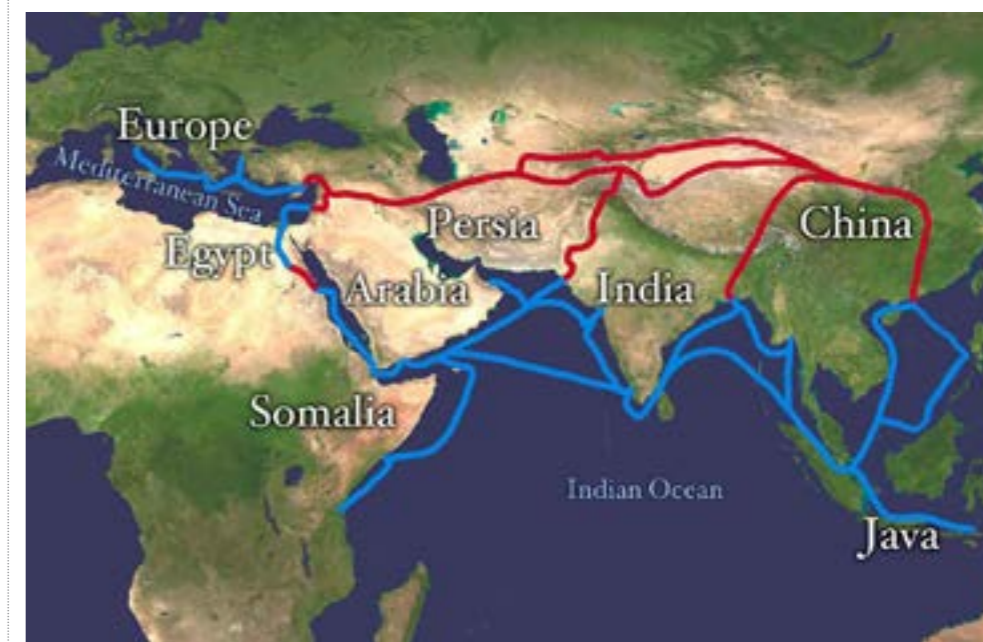 Europe
Mediterranean Sea
Egypt
Persia
Arabia
India
China
Somalia
Indian Ocean
Java